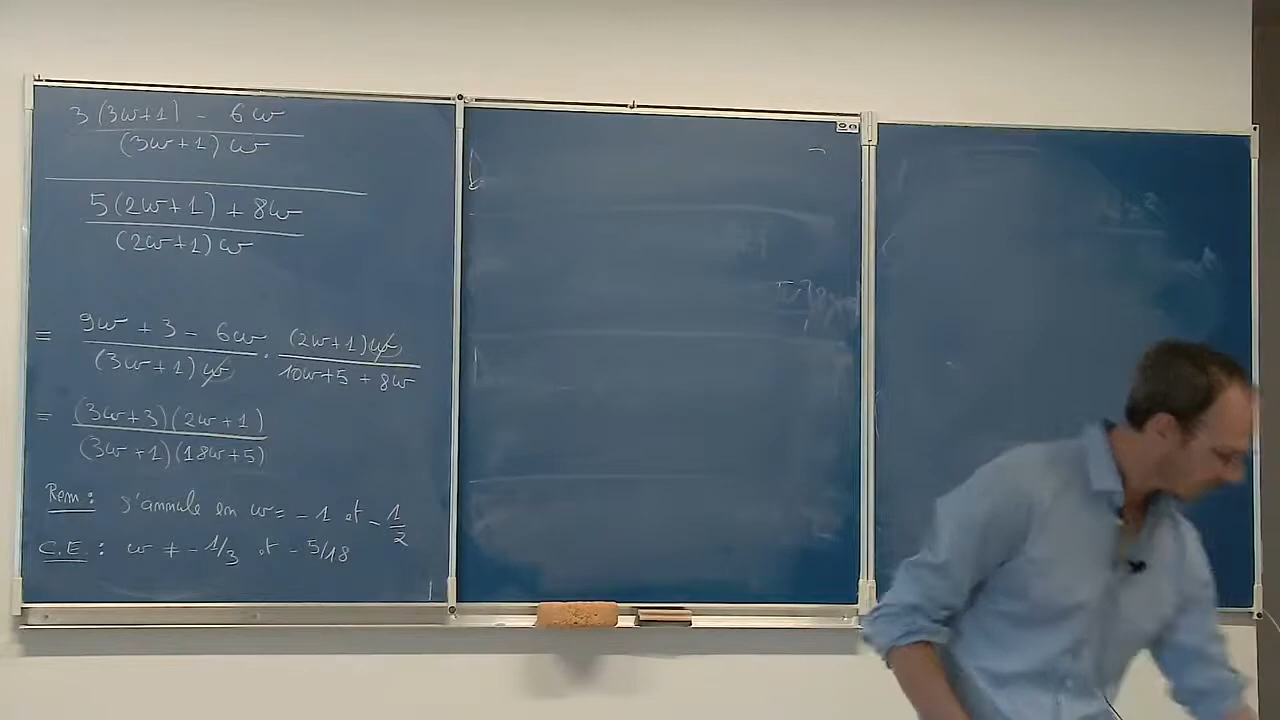 3(3w+1) - 6w
(3w+1)w
5(2w+1) + 8w
(2w+1)w
= 9w + 3 - 6w / (3w+1)w · (2w+1)w / 10w+5 + 8w
= (3w+3)(2w+1) / (3w+1)(18w+5)
Rem : s'annule en w = -1 et -1/2
C.E. : w ≠ -1/3 et -5/18